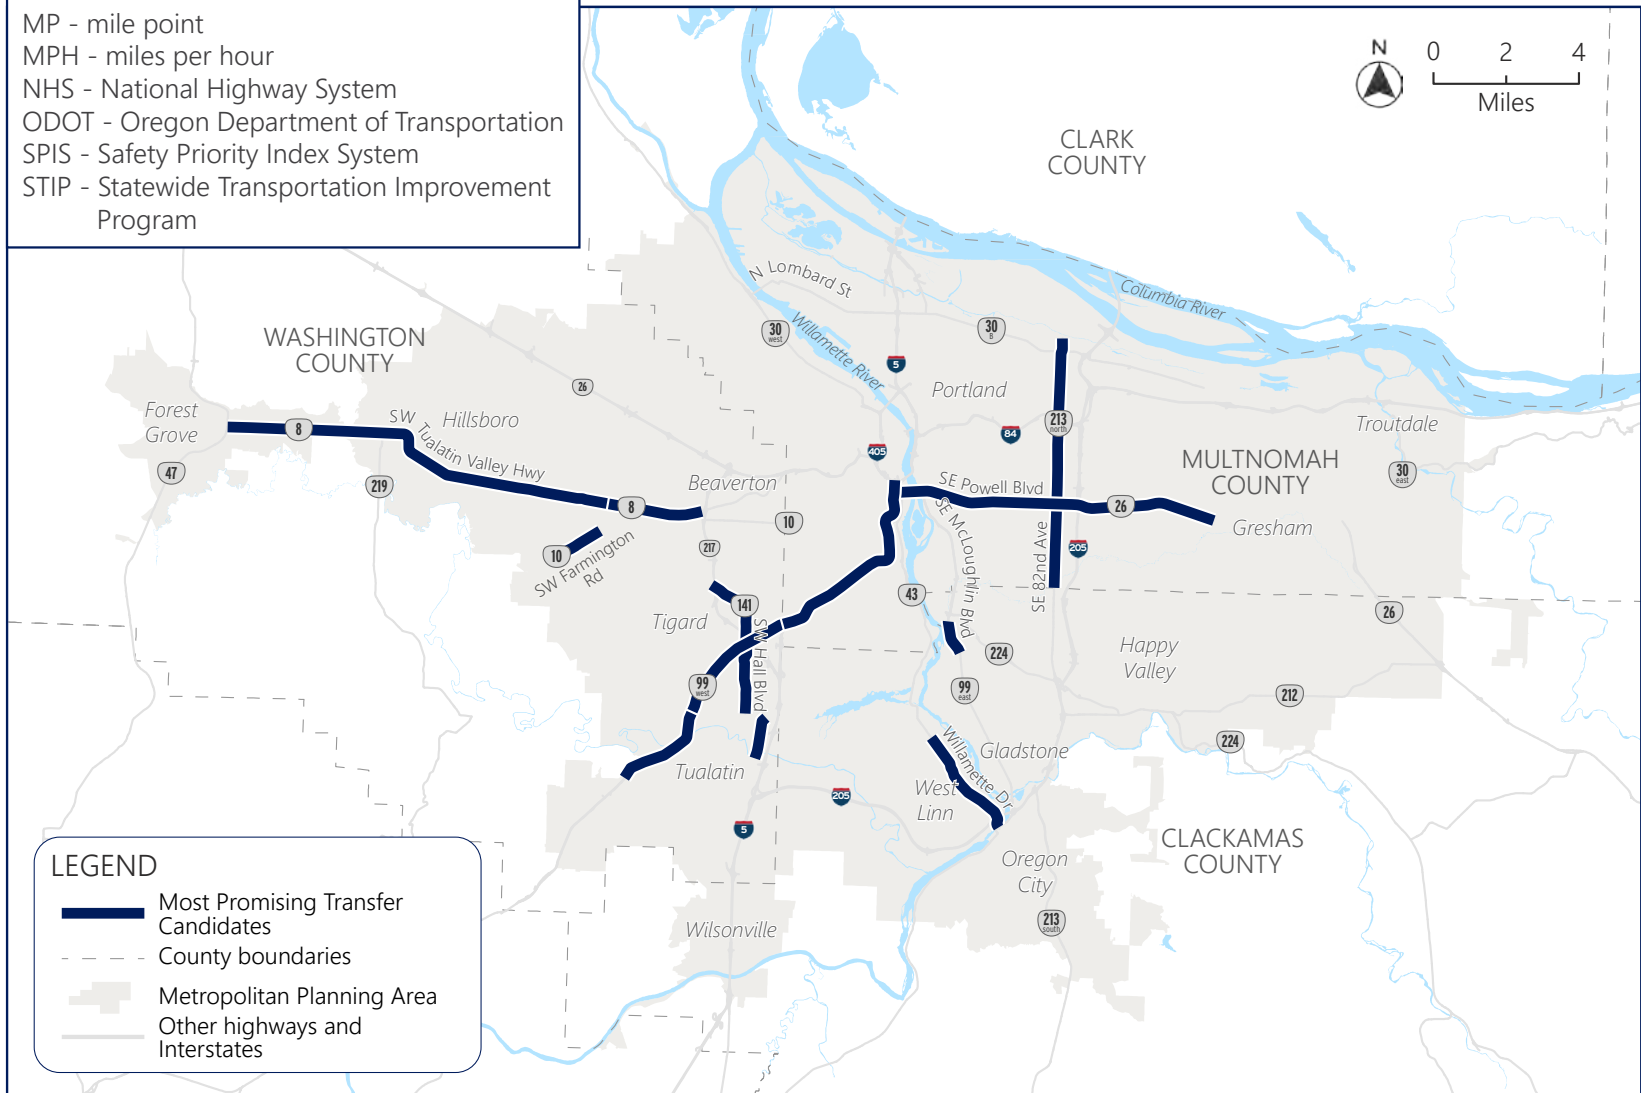 MP - mile point
MPH - miles per hour
NHS - National Highway System
ODOT - Oregon Department of Transportation
SPIS - Safety Priority Index System
STIP - Statewide Transportation Improvement
Program
N
0 2 4
Miles
CLARK
COUNTY
N Lombard St
Columbia River
30
west
Willamette River
30
B
WASHINGTON
COUNTY
5
26
Portland
Forest
Grove
8
SW Tualatin Valley Hwy
Hillsboro
213
north
84
Troutdale
405
MULTNOMAH
COUNTY
47
219
Beaverton
30
east
SE Powell Blvd
8
10
26
Gresham
217
10
SW Farmington
Rd
SE McLoughlin Blvd
SE 82nd Ave
205
43
141
26
Tigard
SW Hall Blvd
224
Happy
Valley
99
west
99
east
212
Willamette Dr
Gladstone
224
Tualatin
205
West
Linn
5
CLACKAMAS
COUNTY
Oregon
City
213
south
Wilsonville
LEGEND
Most Promising Transfer
Candidates
County boundaries
Metropolitan Planning Area
Other highways and
Interstates